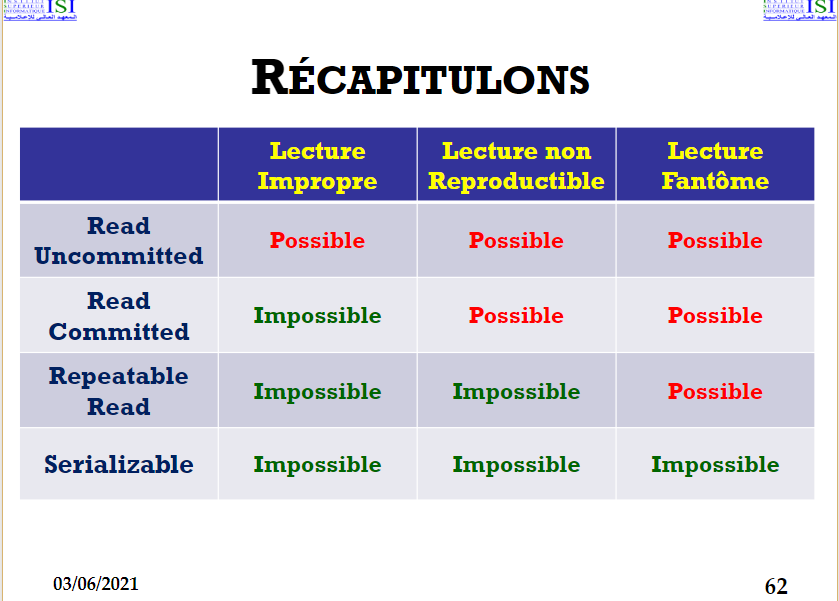 ISI
المعهد العالي للإعلامية
ISI
المعهد العالي للإعلامية
RÉCAPITULONS
Lecture Impropre
Lecture non Reproductible
Lecture Fantôme
Read Uncommitted
Possible
Possible
Possible
Read Committed
Impossible
Possible
Possible
Repeatable Read
Impossible
Impossible
Possible
Serializable
Impossible
Impossible
Impossible
03/06/2021
62